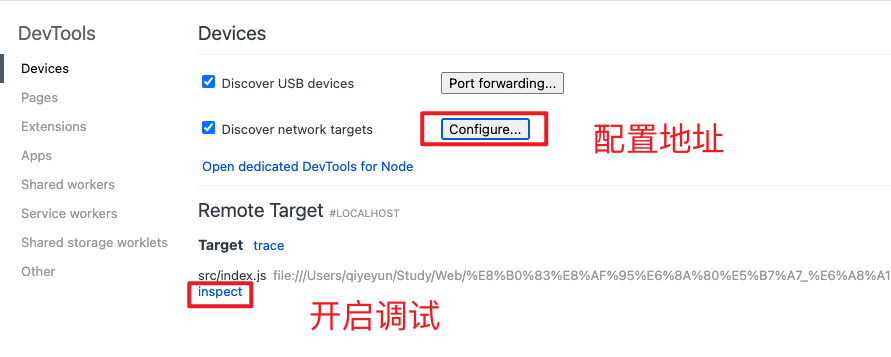 DevTools
Devices
Pages
Extensions
Apps
Shared workers
Service workers
Shared storage worklets
Other
Devices
Discover USB devices
Port forwarding...
Discover network targets
Configure...
配置地址
Open dedicated DevTools for Node
Remote Target #LOCALHOST
Target trace
src/index.js file:///Users/qiyeyun/Study/Web/%E8%B0%83%E8%AF%95%E6%8A%80%E5%B7%A7_%E6%A8%A1
inspect
开启调试